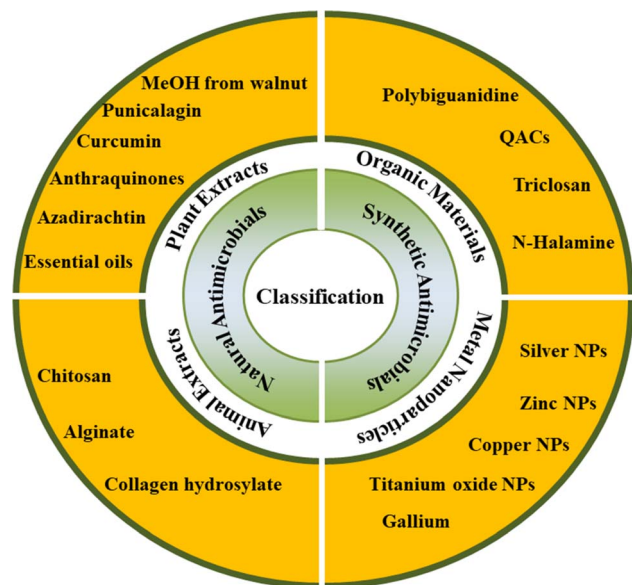 MeOH from walnut
Punicalagin
Curcumin
Anthraquinones
Azadirachtin
Essential oils
Polybiguanidine
QACs
Triclosan
N-Halamine
Plant Extracts
Organic Materials
Natural Antimicrobials
Classification
Synthetic Antimicrobials
Animal Extracts
Metal Nanoparticles
Chitosan
Alginate
Collagen hydrosylate
Silver NPs
Zinc NPs
Copper NPs
Titanium oxide NPs
Gallium